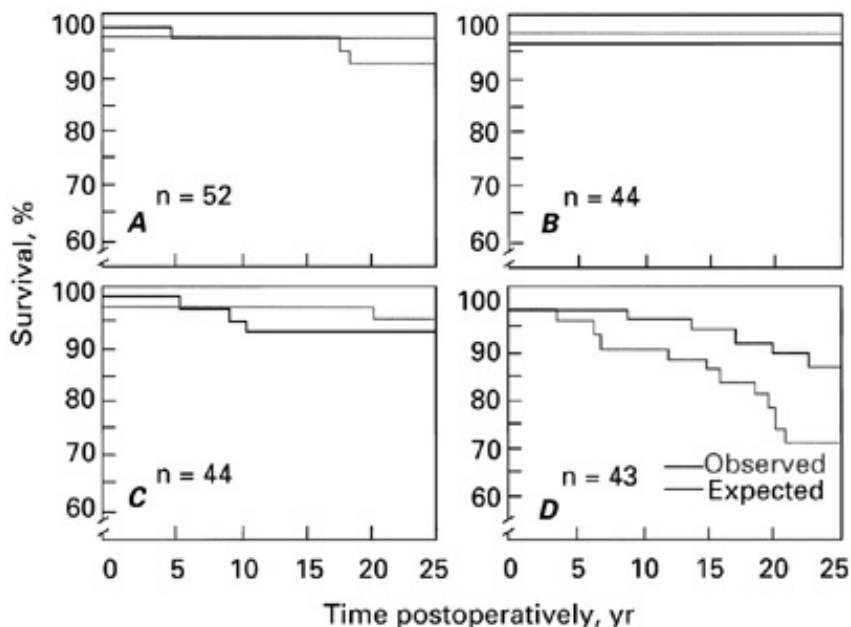 100
90
80
70
60
A n = 52
100
90
80
70
60
B n = 44
Survival, %
100
90
80
70
60
C n = 44
0 5 10 15 20 25
100
90
80
70
60
D n = 43
Observed
Expected
0 5 10 15 20 25
Time postoperatively, yr